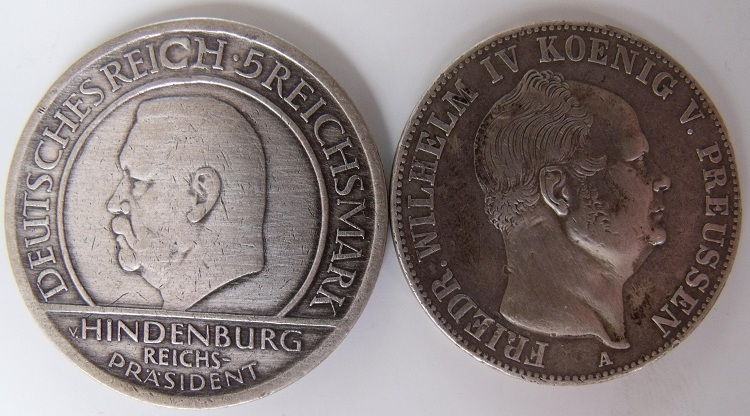 DEUTSCHES REICH · 5 REICHSMARK
V. HINDENBURG
REICHS-
PRÄSIDENT
FRIEDR. WILHELM IV KOENIG V. PREUSSEN
A